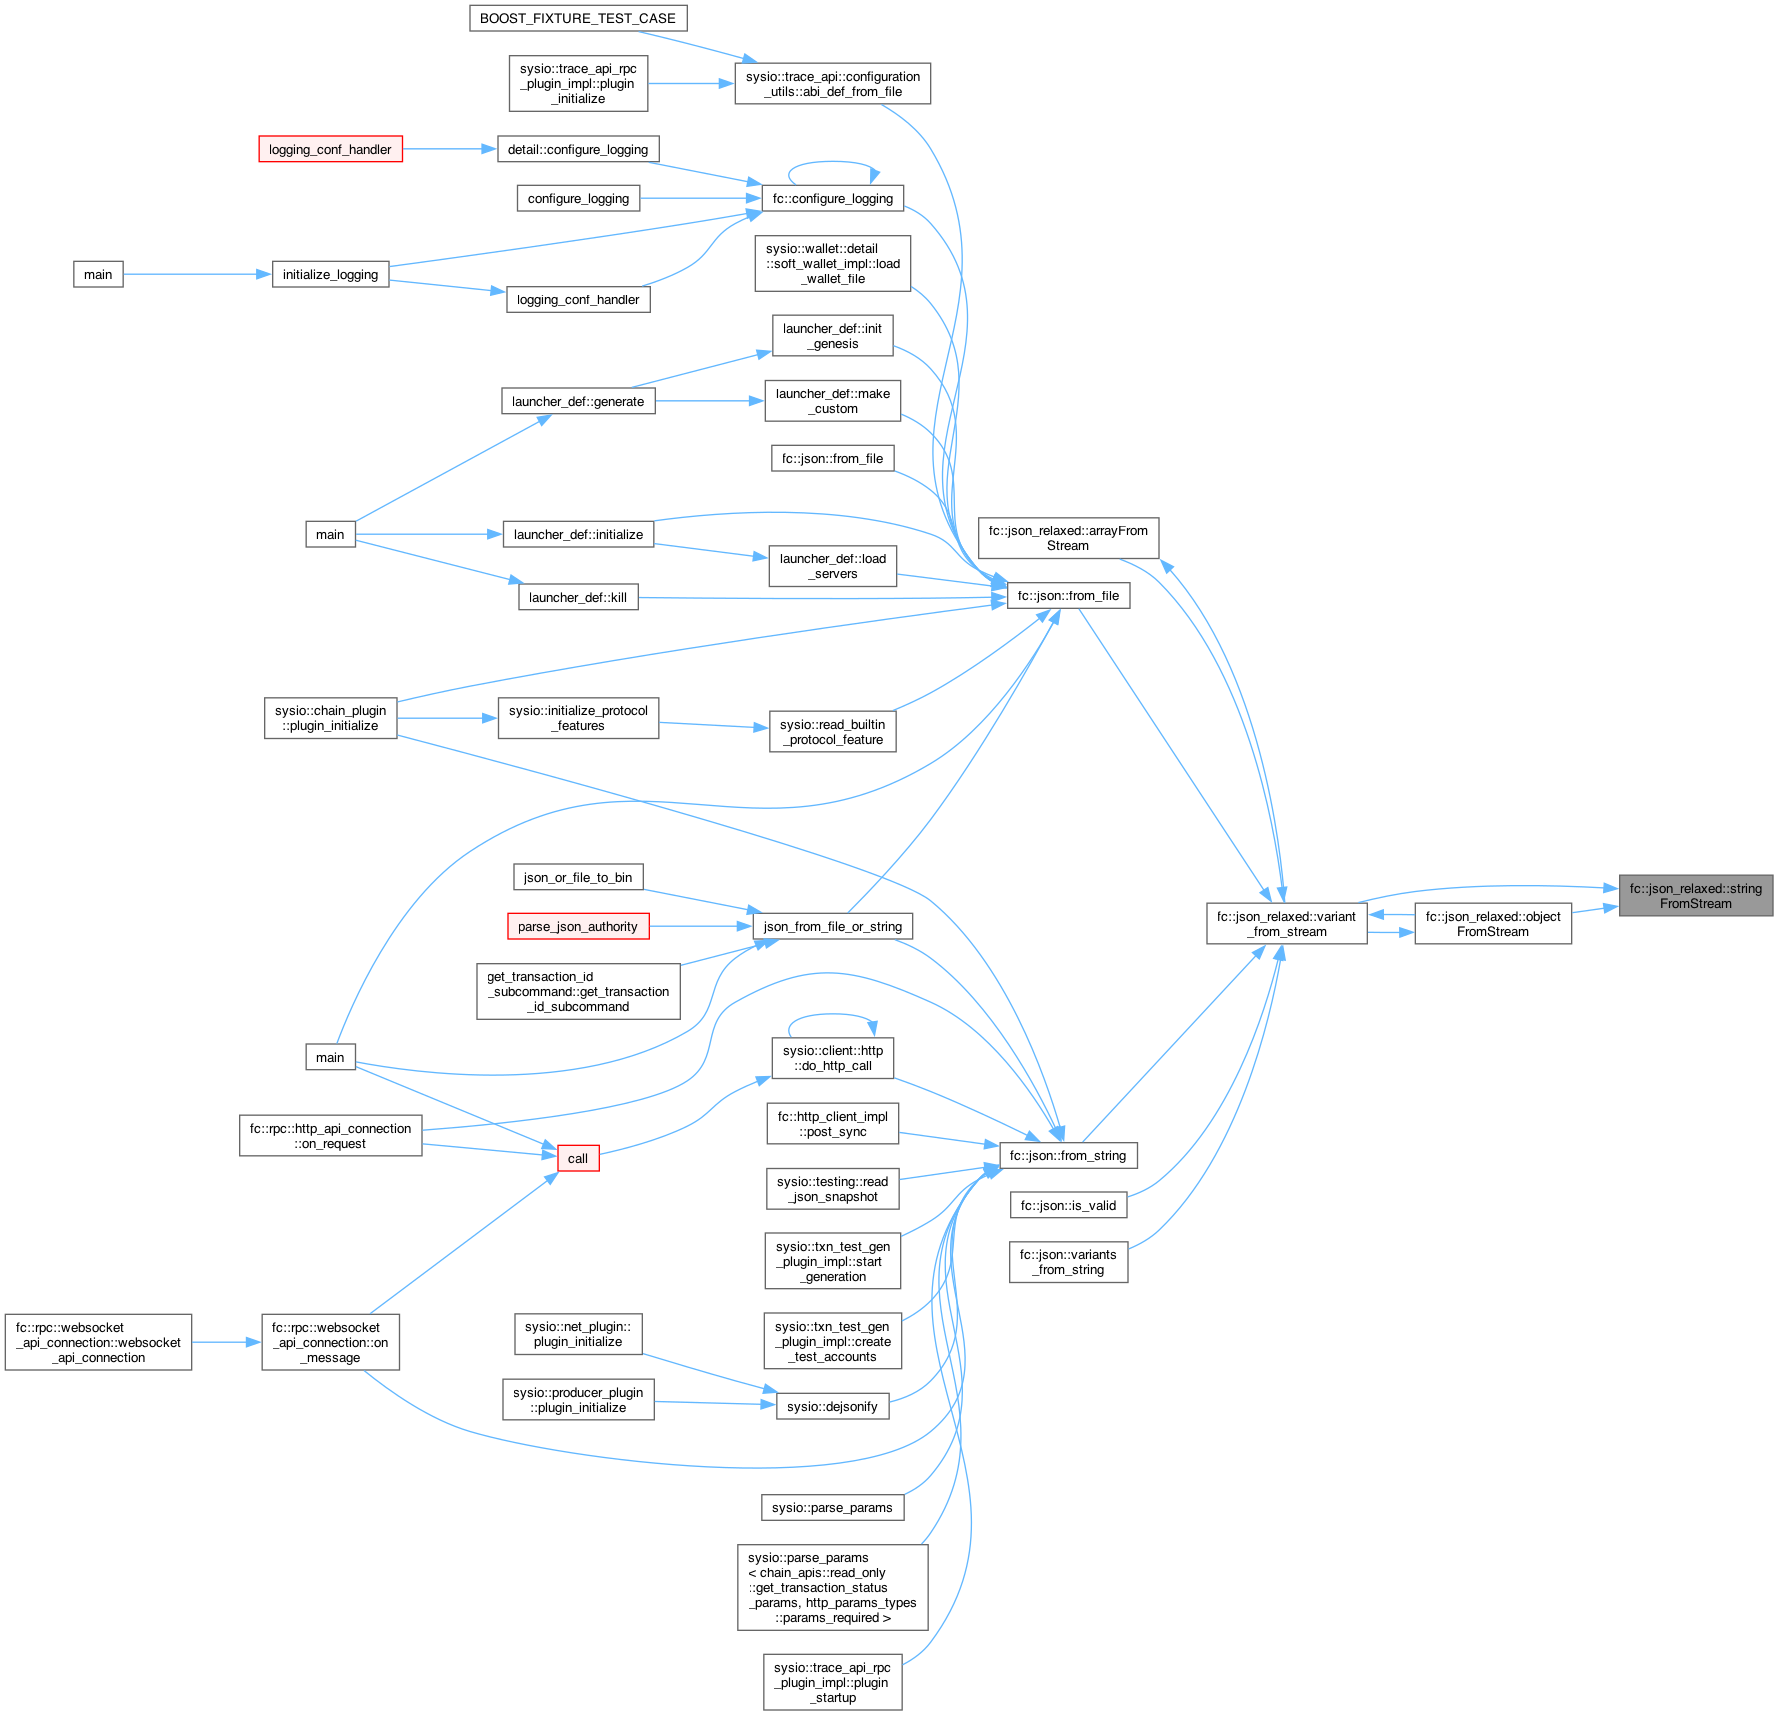 BOOST_FIXTURE_TEST_CASE
sysio::trace_api_rpc
_plugin_impl::plugin
_initialize
sysio::trace_api::configuration
_utils::abi_def_from_file
logging_conf_handler
detail::configure_logging
configure_logging
fc::configure_logging
sysio::wallet::detail
::soft_wallet_impl::load
_wallet_file
main
initialize_logging
logging_conf_handler
launcher_def::init
_genesis
launcher_def::generate
launcher_def::make
_custom
fc::json::from_file
main
launcher_def::initialize
launcher_def::load
_servers
launcher_def::kill
fc::json::from_file
fc::json_relaxed::arrayFrom
Stream
sysio::chain_plugin
::plugin_initialize
sysio::initialize_protocol
_features
sysio::read_builtin
_protocol_feature
json_or_file_to_bin
parse_json_authority
json_from_file_or_string
get_transaction_id
_subcommand::get_transaction
_id_subcommand
fc::json_relaxed::variant
_from_stream
fc::json_relaxed::object
FromStream
fc::json_relaxed::string
FromStream
main
sysio::client::http
::do_http_call
fc::rpc::http_api_connection
::on_request
call
fc::http_client_impl
::post_sync
fc::json::from_string
sysio::testing::read
_json_snapshot
fc::json::is_valid
sysio::txn_test_gen
_plugin_impl::start
_generation
fc::json::variants
_from_string
fc::rpc::websocket
_api_connection::websocket
_api_connection
fc::rpc::websocket
_api_connection::on
_message
sysio::net_plugin::
plugin_initialize
sysio::txn_test_gen
_plugin_impl::create
_test_accounts
sysio::producer_plugin
::plugin_initialize
sysio::dejsonify
sysio::parse_params
sysio::parse_params
< chain_apis::read_only
::get_transaction_status
_params, http_params_types
::params_required >
sysio::trace_api_rpc
_plugin_impl::plugin
_startup